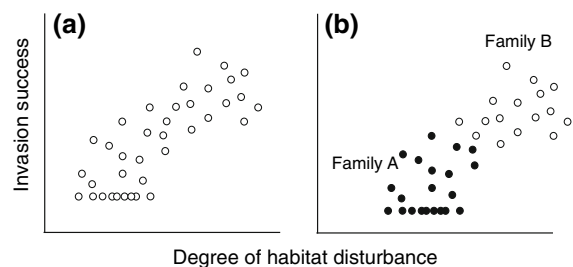 (a)
(b)
Family B
Family A
Invasion success
Degree of habitat disturbance